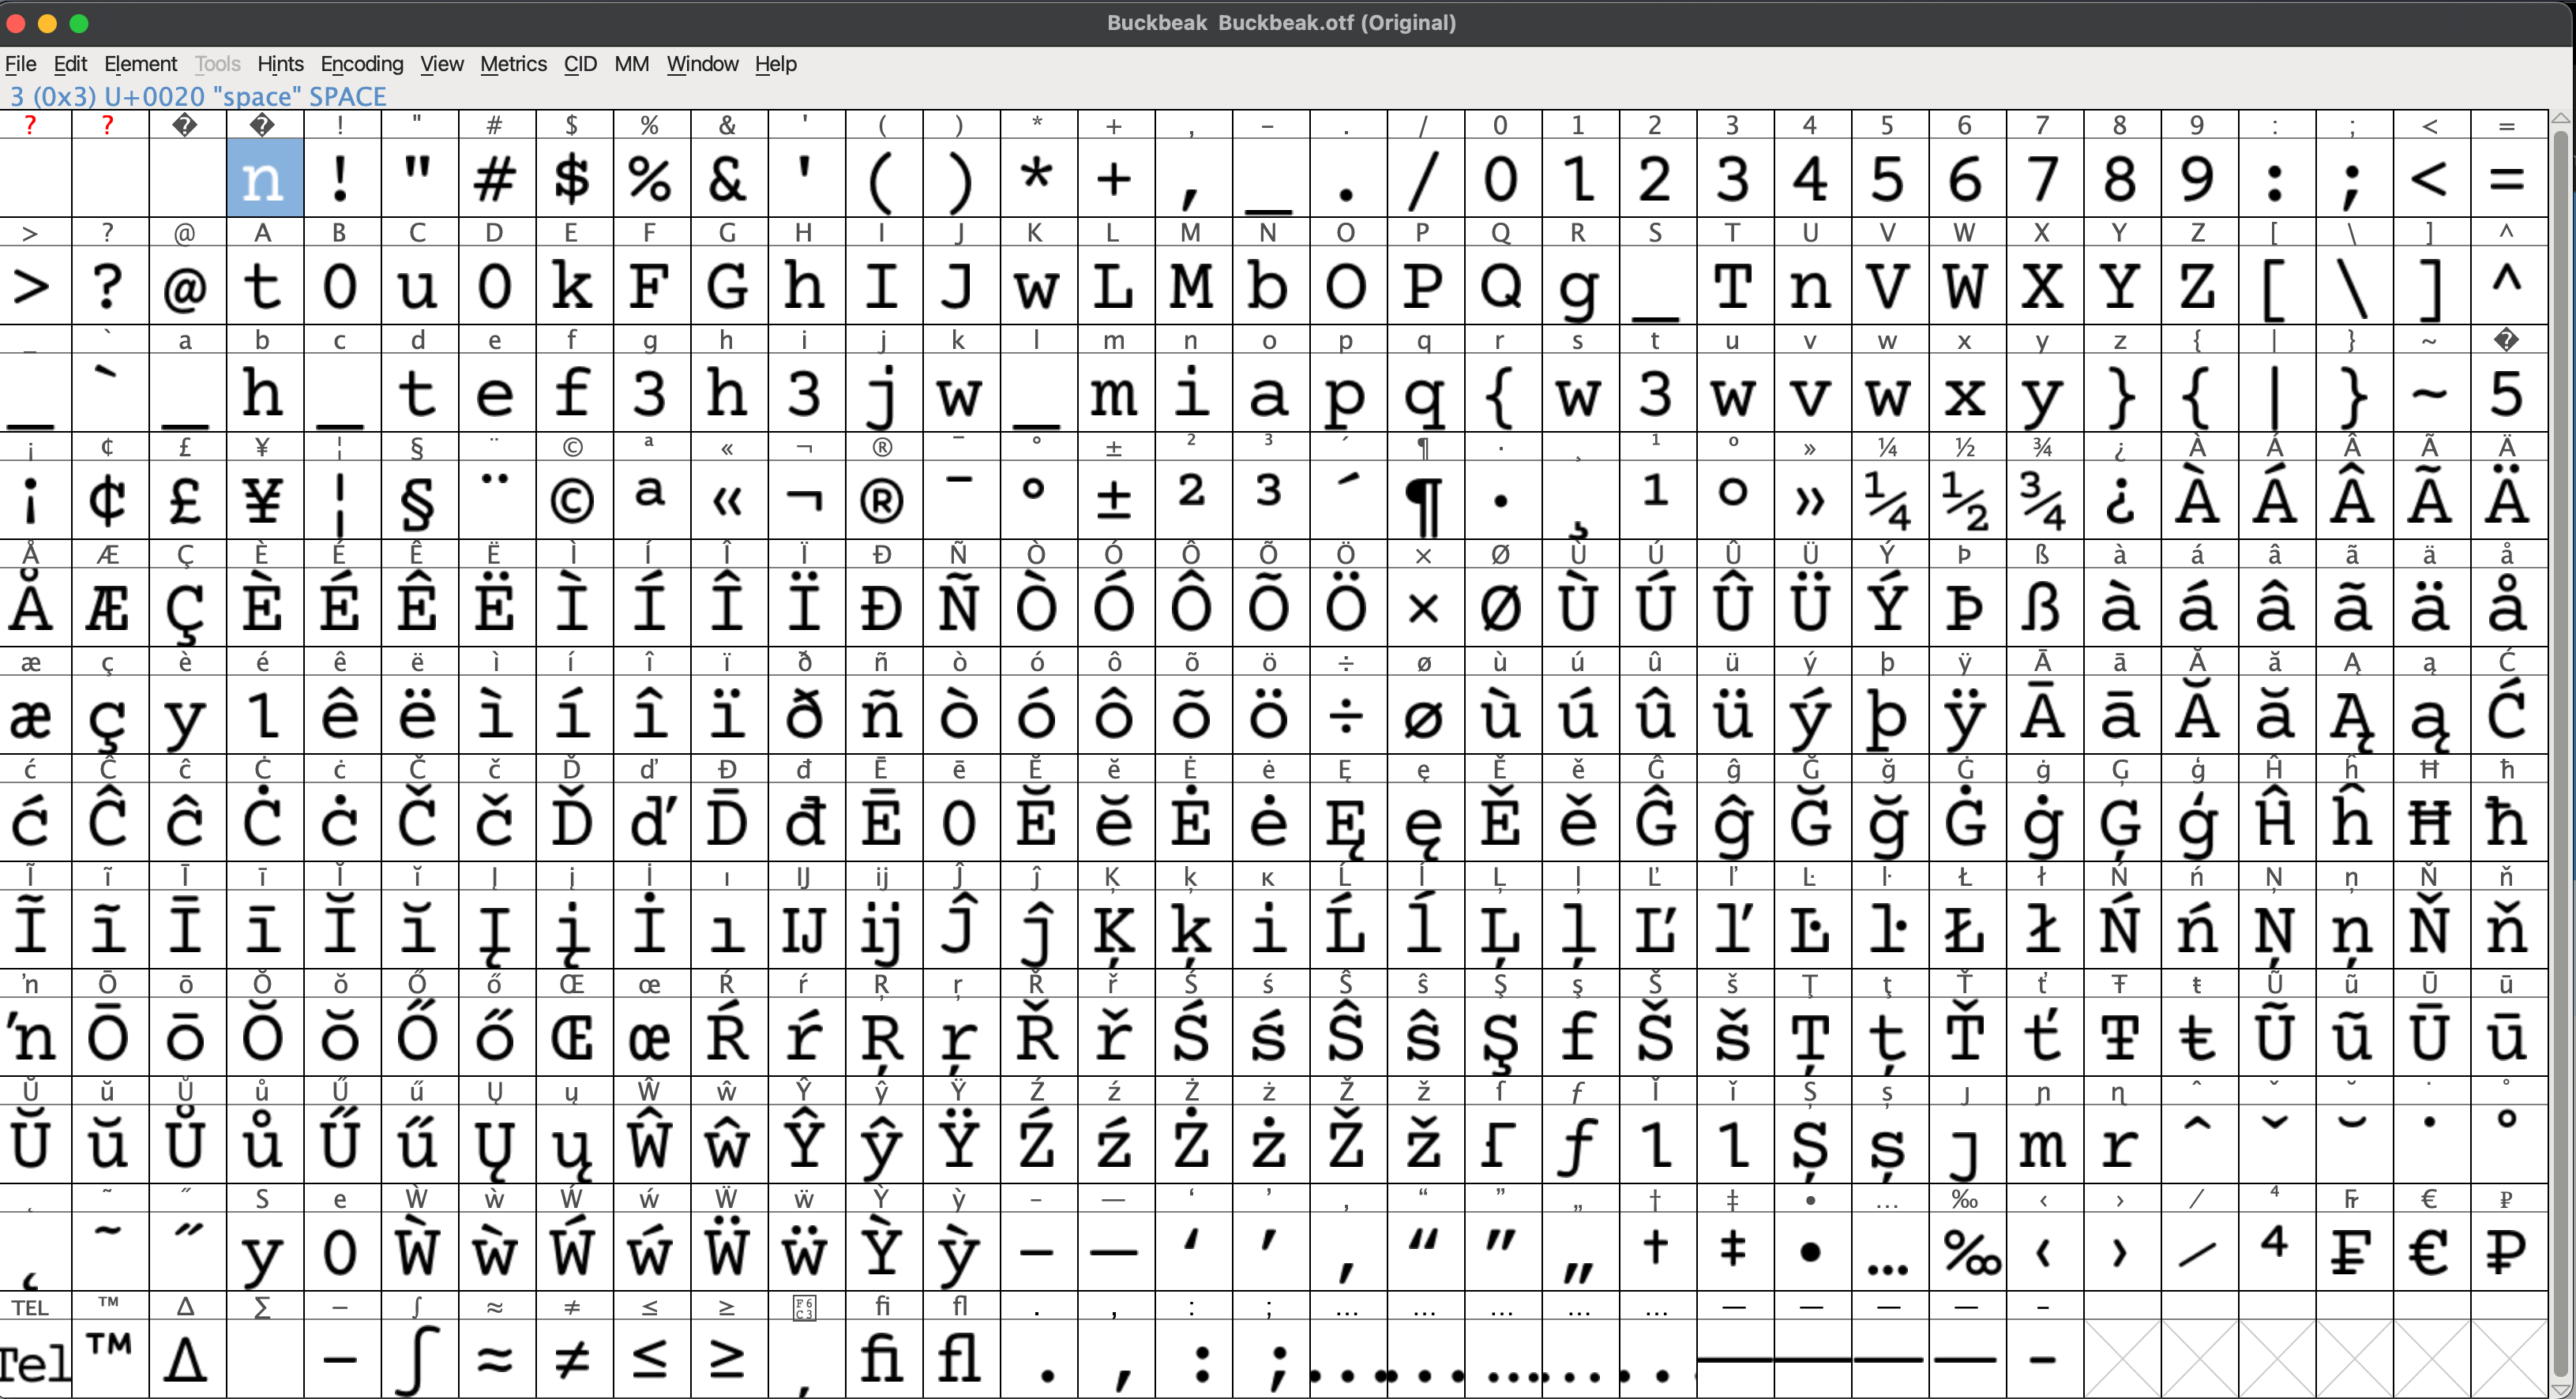 Buckbeak  Buckbeak.otf (Original)
File Edit Element Tools Hints Encoding View Metrics CID MM Window Help
3 (0x3) U+0020 "space" SPACE
? ? � � ! " # $ % & ' ( ) * + , - . / 0 1 2 3 4 5 6 7 8 9 : ; < =
n ! " # $ % & ' ( ) * + , _ . / 0 1 2 3 4 5 6 7 8 9 : ; < =
> ? @ A B C D E F G H I J K L M N O P Q R S T U V W X Y Z [ \ ] ^
> ? @ t 0 u 0 k F G h I J w L M b O P Q g _ T n V W X Y Z [ \ ] ^
_ ` a b c d e f g h i j k l m n o p q r s t u v w x y z { | } ~ �
_ ` _ h _ t e f 3 h 3 j w _ m i a p q { w 3 w v w x y } { | } ~ 5
¡ ¢ £ ¥ ¦ § ¨ © ª « ¬ ® ¯ ° ± ² ³ ´ ¶ · ¸ ¹ º » ¼ ½ ¾ ¿ À Á Â Ã Ä
¡ ¢ £ ¥ ¦ § ¨ © ª « ¬ ® ¯ ° ± ² ³ ´ ¶ · ¸ ¹ º » ¼ ½ ¾ ¿ À Á Â Ã Ä
Å Æ Ç È É Ê Ë Ì Í Î Ï Ð Ñ Ò Ó Ô Õ Ö × Ø Ù Ú Û Ü Ý Þ ß à á â ã ä å
Å Æ Ç È É Ê Ë Ì Í Î Ï Ð Ñ Ò Ó Ô Õ Ö × Ø Ù Ú Û Ü Ý Þ ß à á â ã ä å
æ ç è é ê ë ì í î ï ð ñ ò ó ô õ ö ÷ ø ù ú û ü ý þ ÿ Ā ā Ă ă Ą ą Ć
æ ç y 1 ê ë ì í î ï ð ñ ò ó ô õ ö ÷ ø ù ú û ü ý þ ÿ Ā ā Ă ă Ą ą Ć
ć Ĉ ĉ Ċ ċ Č č Ď ď Đ đ Ē ē Ĕ ĕ Ė ė Ę ę Ě ě Ĝ ĝ Ğ ğ Ġ ġ Ģ ģ Ĥ ĥ Ħ ħ
ć Ĉ ĉ Ċ ċ Č č Ď ď D̄ đ Ē 0 Ĕ ĕ Ė ė Ę ę Ě ě Ĝ ĝ Ğ ğ Ġ ġ Ģ ģ Ĥ ĥ Ħ ħ
Ĩ ĩ Ī ī Ĭ ĭ Į į İ ı Ĳ ĳ Ĵ ĵ Ķ ķ ĸ Ĺ ĺ Ļ ļ Ľ ľ Ŀ ŀ Ł ł Ń ń Ņ ņ Ň ň
Ĩ ĩ Ī ī Ĭ ĭ Į į İ ı Ĳ ĳ Ĵ ĵ Ķ ķ i Ĺ ĺ Ļ ļ Ľ ľ Ŀ ŀ Ł ł Ń ń Ņ ņ Ň ň
ŉ Ō ō Ŏ ŏ Ő ő Œ œ Ŕ ŕ Ŗ ŗ Ř ř Ś ś Ŝ ŝ Ş ş Š š Ţ ţ Ť ť Ŧ ŧ Ũ ũ Ū ū
ŉ Ō ō Ŏ ŏ Ő ő Œ œ Ŕ ŕ Ŗ ŗ Ř ř Ś ś Ŝ ŝ Ş f Š š Ţ ţ Ť ť Ŧ ŧ Ũ ũ Ū ū
Ŭ ŭ Ů ů Ű ű Ų ų Ŵ ŵ Ŷ ŷ Ÿ Ź ź Ż ż Ž ž ſ ƒ Ǐ ǐ Ș ș ȷ ɲ ɳ ˆ ˇ ˘ ˙ ˚
Ŭ ŭ Ů ů Ű ű Ų ų Ŵ ŵ Ŷ ŷ Ÿ Ź ź Ż ż Ž ž ſ ƒ 1 1 Ș ș ȷ m r ˆ ˇ ˘ ˙ ˚
˛ ˜ ˝ S e Ẁ ẁ Ẃ ẃ Ẅ ẅ Ỳ ỳ – — ‘ ’ ‚ “ ” „ † ‡ • … ‰ ‹ › ⁄ ⁴ ₣ € ₽
˛ ˜ ˝ y 0 Ẁ ẁ Ẃ ẃ Ẅ ẅ Ỳ ỳ – — ‘ ’ ‚ “ ” „ † ‡ • … ‰ ‹ › ⁄ ⁴ ₣ € ₽
TEL ™ ∆ ∑ − ∫ ≈ ≠ ≤ ≥ F6C3 ﬁ ﬂ . , : ; … … … … … — — — — –
Tel ™ ∆ − ∫ ≈ ≠ ≤ ≥ , ﬁ ﬂ . , : ; … … … … … — — — — –